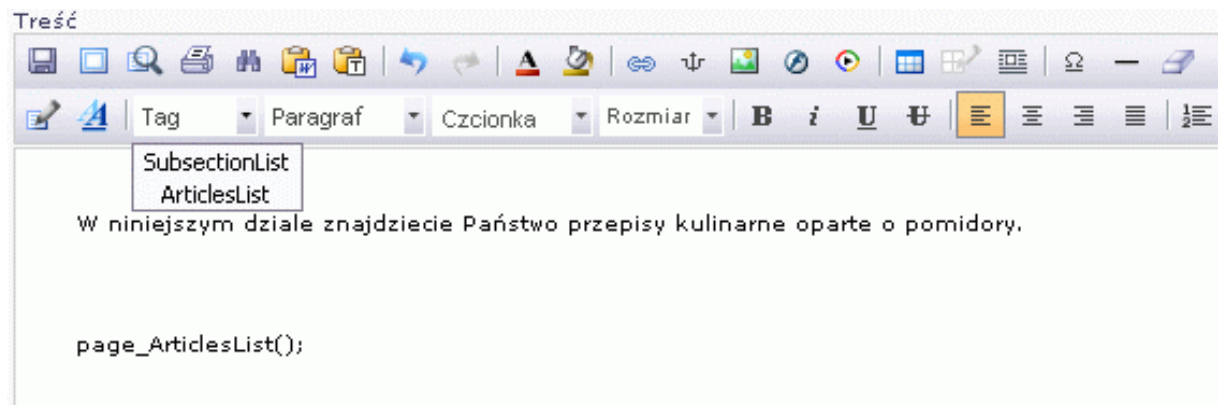 Treść
Tag Paragraf Czcionka Rozmiar B i U U
SubsectionList
ArticlesList
W niniejszym dziale znajdziecie Państwo przepisy kulinarne oparte o pomidory.
page_ArticlesList();